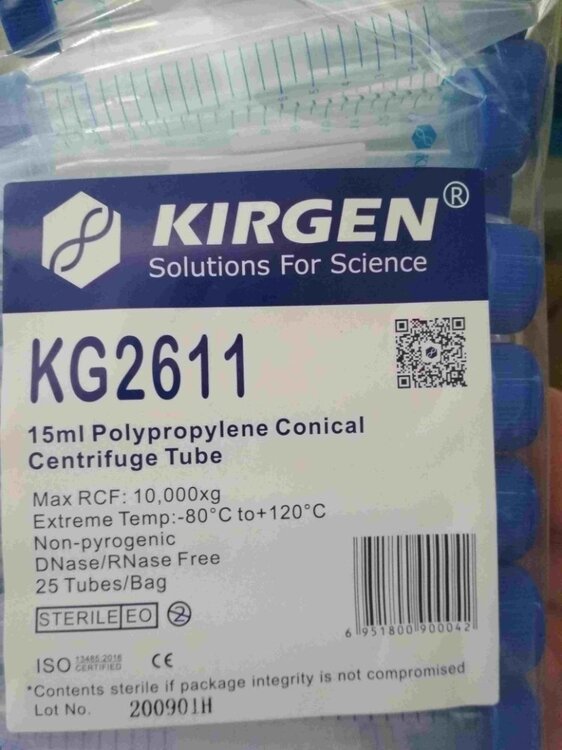 KIRGEN®
Solutions For Science
KG2611
15ml Polypropylene Conical
Centrifuge Tube
Max RCF: 10,000xg
Extreme Temp:-80°C to+120°C
Non-pyrogenic
DNase/RNase Free
25 Tubes/Bag
STERILE EO 2
6 951800 900042
ISO 13485:2016 CERTIFIED CE
*Contents sterile if package integrity is not compromised
Lot No. 200901H